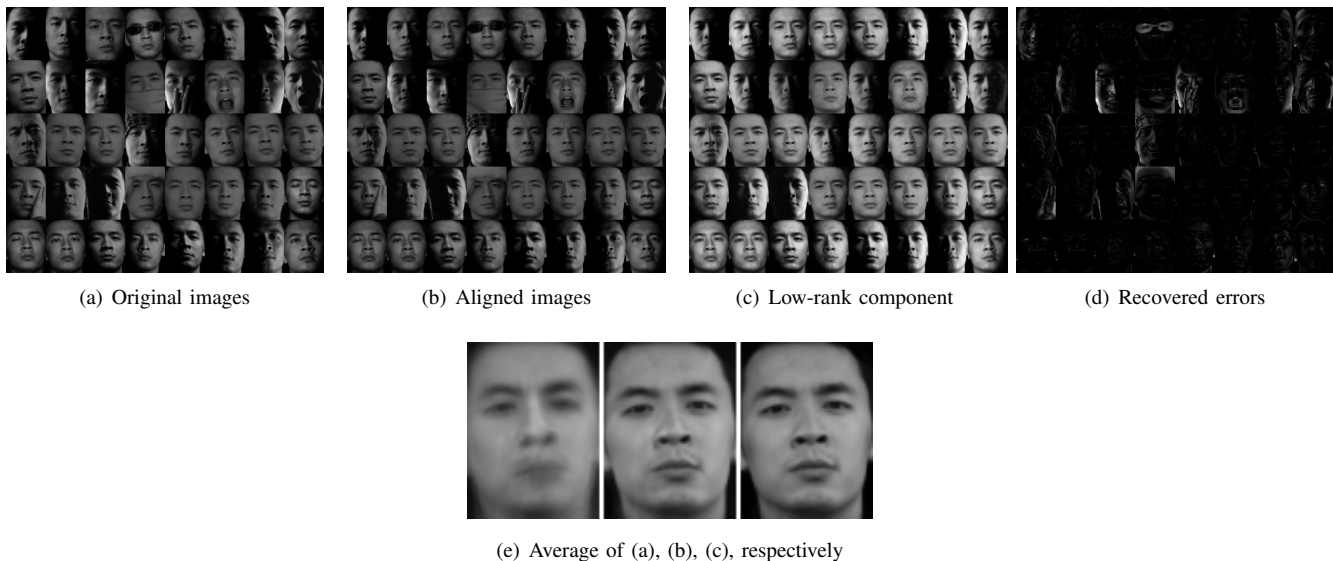 (a) Original images
(b) Aligned images
(c) Low-rank component
(d) Recovered errors
(e) Average of (a), (b), (c), respectively